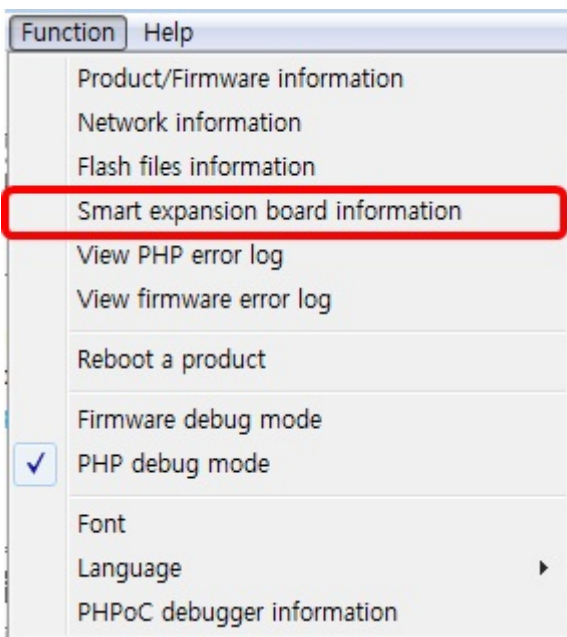 Function Help
Product/Firmware information
Network information
Flash files information
Smart expansion board information
View PHP error log
View firmware error log
Reboot a product
Firmware debug mode
PHP debug mode
Font
Language
PHPoC debugger information